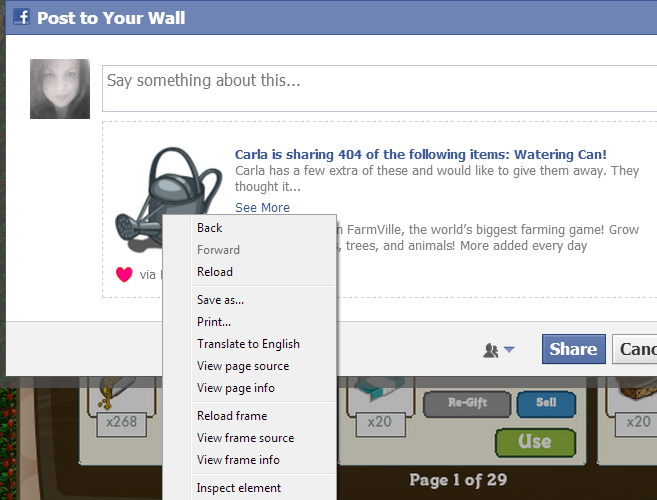 Post to Your Wall
Say something about this...
Carla is sharing 404 of the following items: Watering Can!
Carla has a few extra of these and would like to give them away. They
thought it...
See More
n FarmVille, the world's biggest farming game! Grow
s, trees, and animals! More added every day
via
Back
Forward
Reload
Save as...
Print...
Translate to English
View page source
View page info
Reload frame
View frame source
View frame info
Inspect element
Share
Canc
x268
x20
Re-Gift
Sell
Use
x20
Page 1 of 29